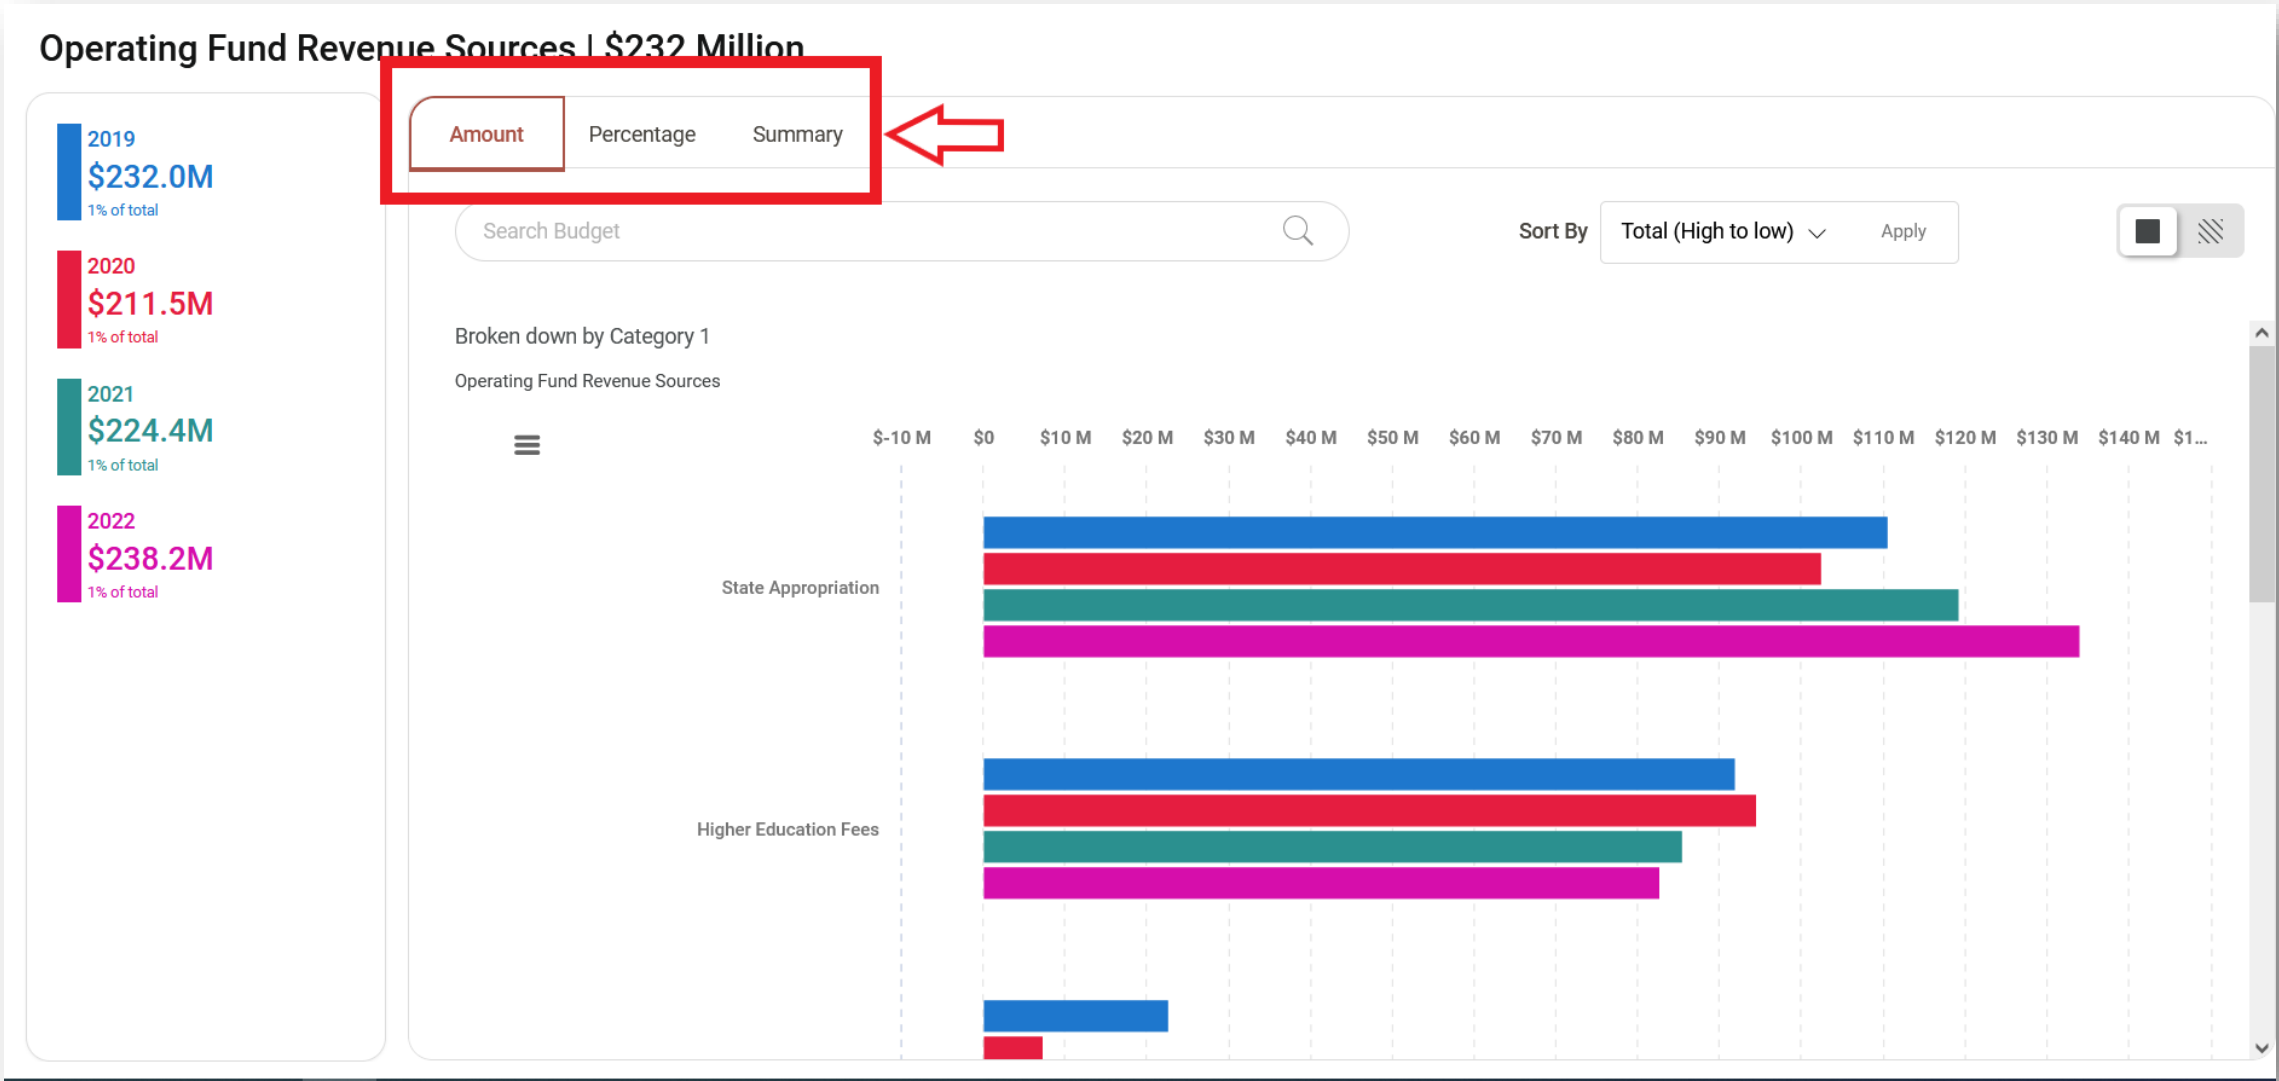 Operating Fund Revenue Sources | $232 Million
2019
$232.0M
1% of total
2020
$211.5M
1% of total
2021
$224.4M
1% of total
2022
$238.2M
1% of total
Amount Percentage Summary
Search Budget
Sort By Total (High to low) Apply
Broken down by Category 1
Operating Fund Revenue Sources
$-10 M $0 $10 M $20 M $30 M $40 M $50 M $60 M $70 M $80 M $90 M $100 M $110 M $120 M $130 M $140 M $1...
State Appropriation
Higher Education Fees